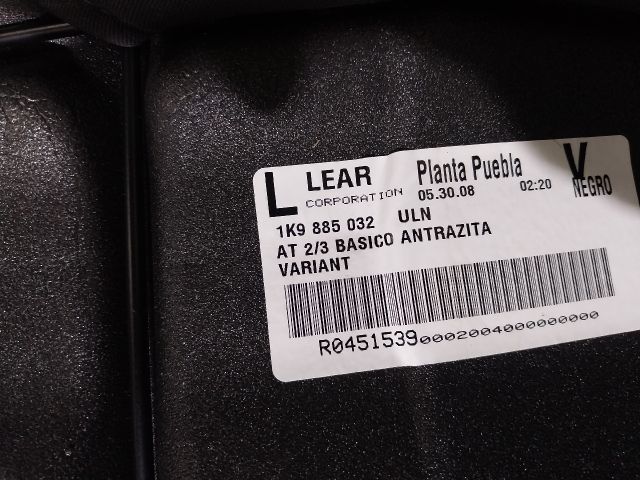 L LEAR Planta Puebla V
CORPORATION 05.30.08 02:20 NEGRO
1K9 885 032 ULN
AT 2/3 BASICO ANTRAZITA
VARIANT
R04515390002004000000000